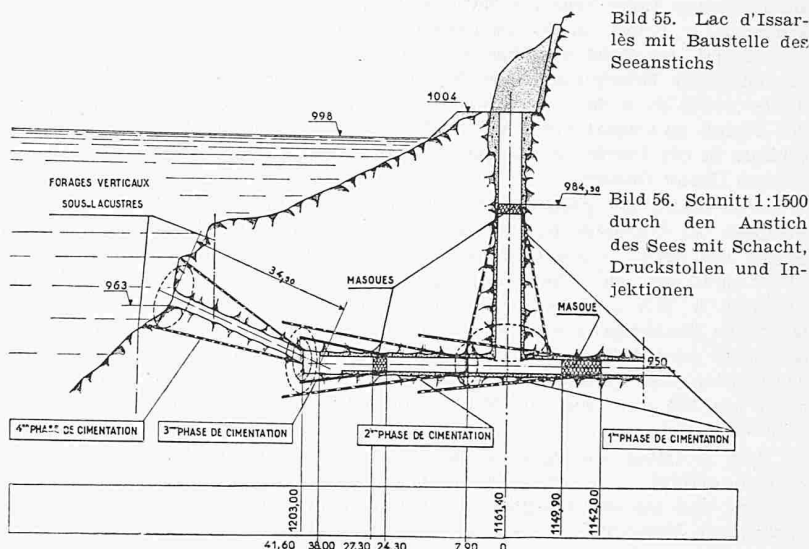 Bild 55. Lac d'Issar-
lès mit Baustelle des
Seeanstichs
1004
998
FORAGES VERTICAUX
SOUS-LACUSTRES
984,50
Bild 56. Schnitt 1:1500
durch den Anstich
des Sees mit Schacht,
Druckstollen und In-
jektionen
34,20
963
MASQUES
MASQUE
950
4me PHASE DE CIMENTATION
3me PHASE DE CIMENTATION
2me PHASE DE CIMENTATION
1ère PHASE DE CIMENTATION
1203,00
1161,40
1149,90
1142,00
41,60 38,00 27,30 24,30 7,90 0